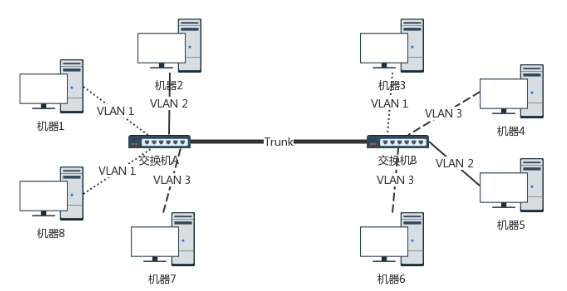 机器2
机器3
机器1
VLAN 1
VLAN 2
VLAN 1
VLAN 3
机器4
交换机A
Trunk
交换机B
VLAN 1
VLAN 3
VLAN 3
VLAN 2
机器8
机器5
机器7
机器6